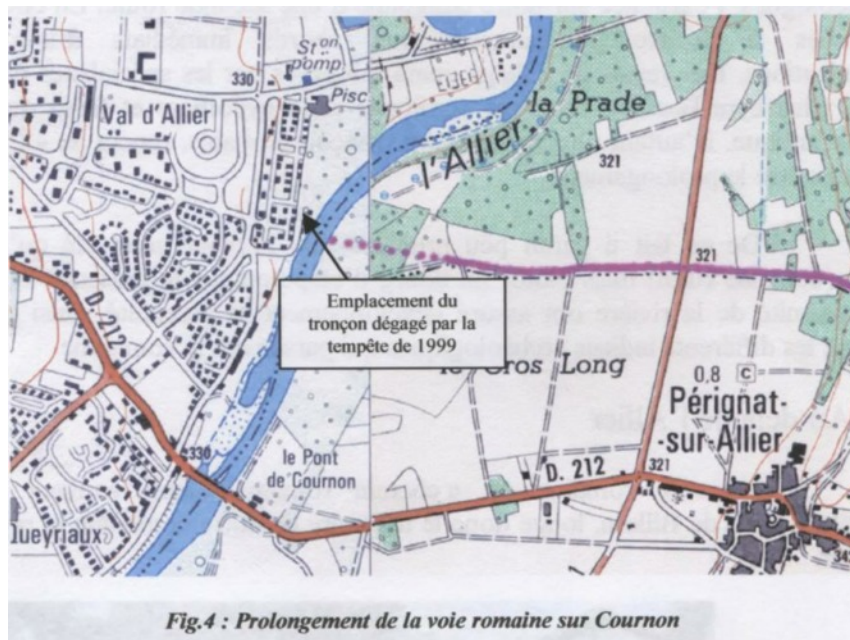 St on
pomp
330
Pisc
Val d'Allier
la Prade
l'Allier
321
321
Emplacement du
tronçon dégagé par la
tempête de 1999
D. 212
Gros Long
0,8
C
Pérignat-
-sur-Allier
330
le Pont
de Cournon
D. 212
321
Queyriaux
Fig.4 : Prolongement de la voie romaine sur Cournon